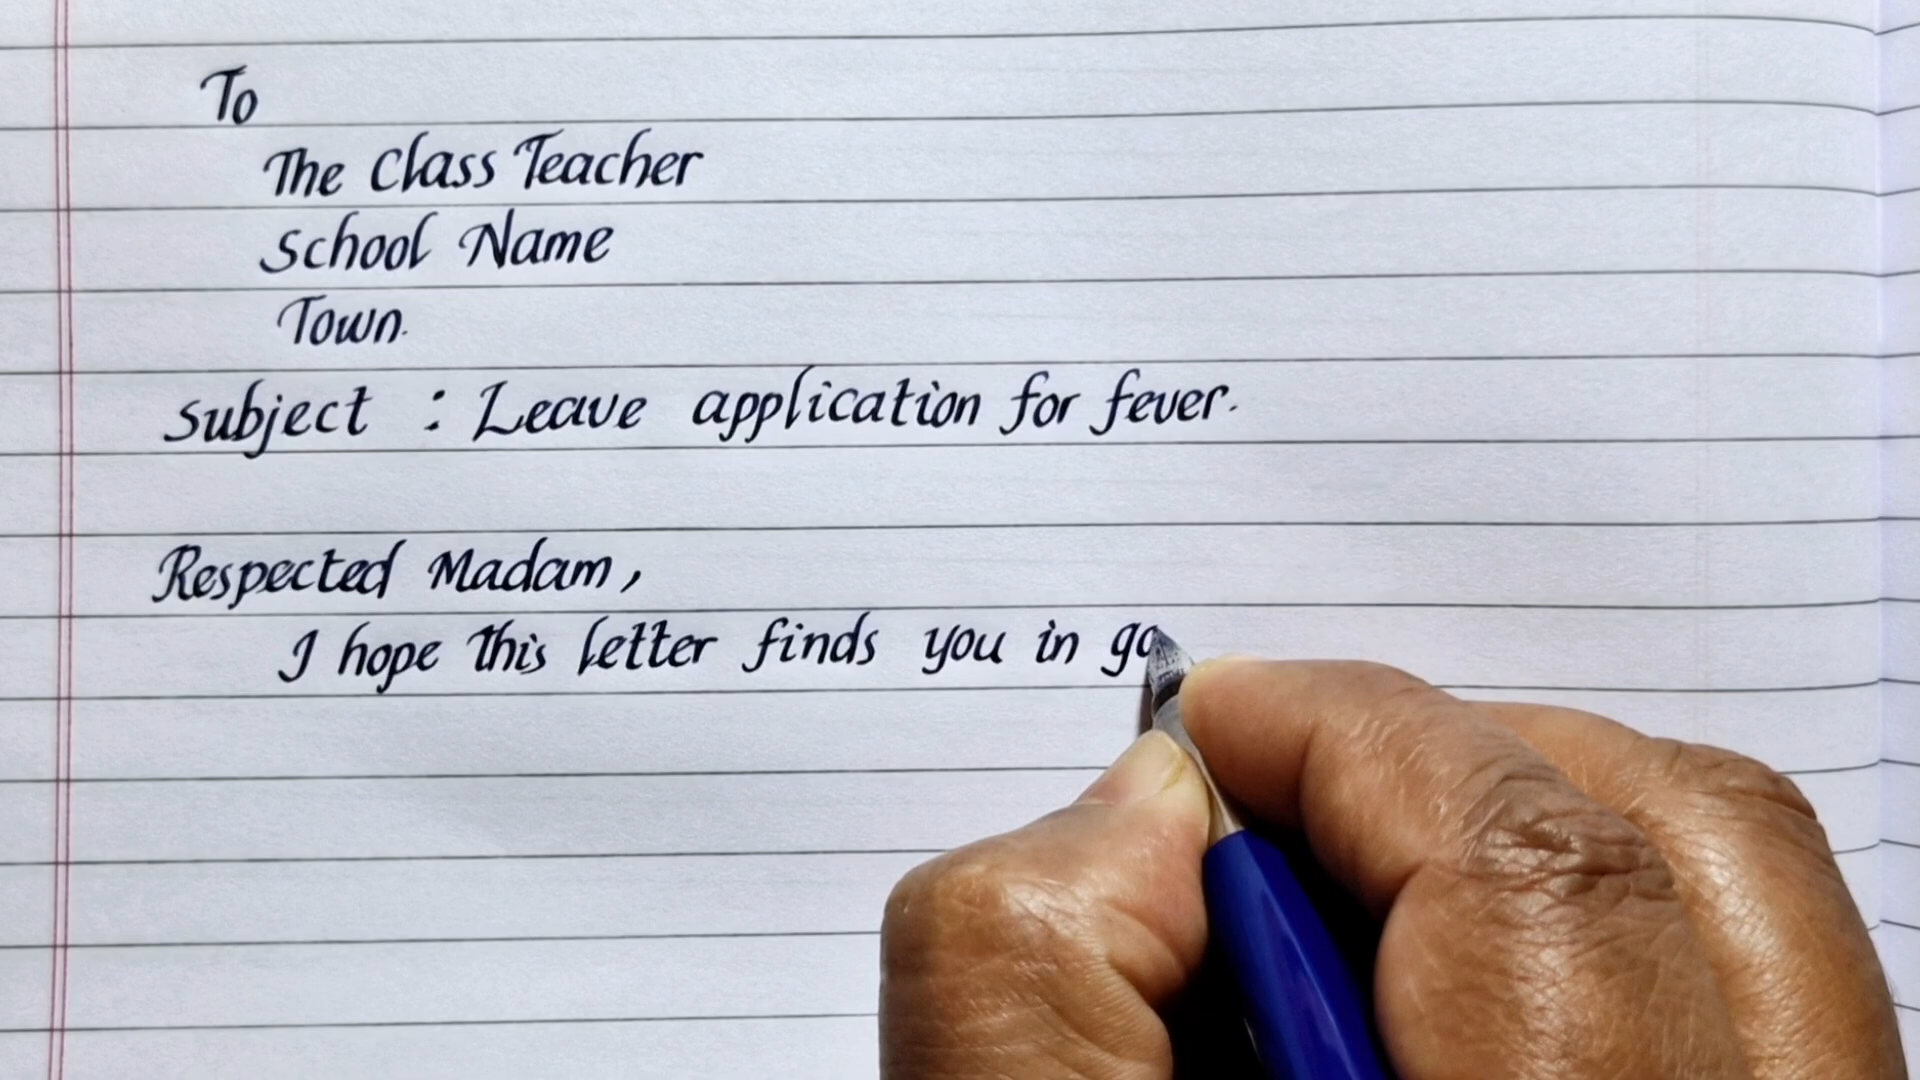 To
The Class Teacher
School Name
Town.
Subject : Leave application for fever.
Respected Madam,
I hope this letter finds you in go